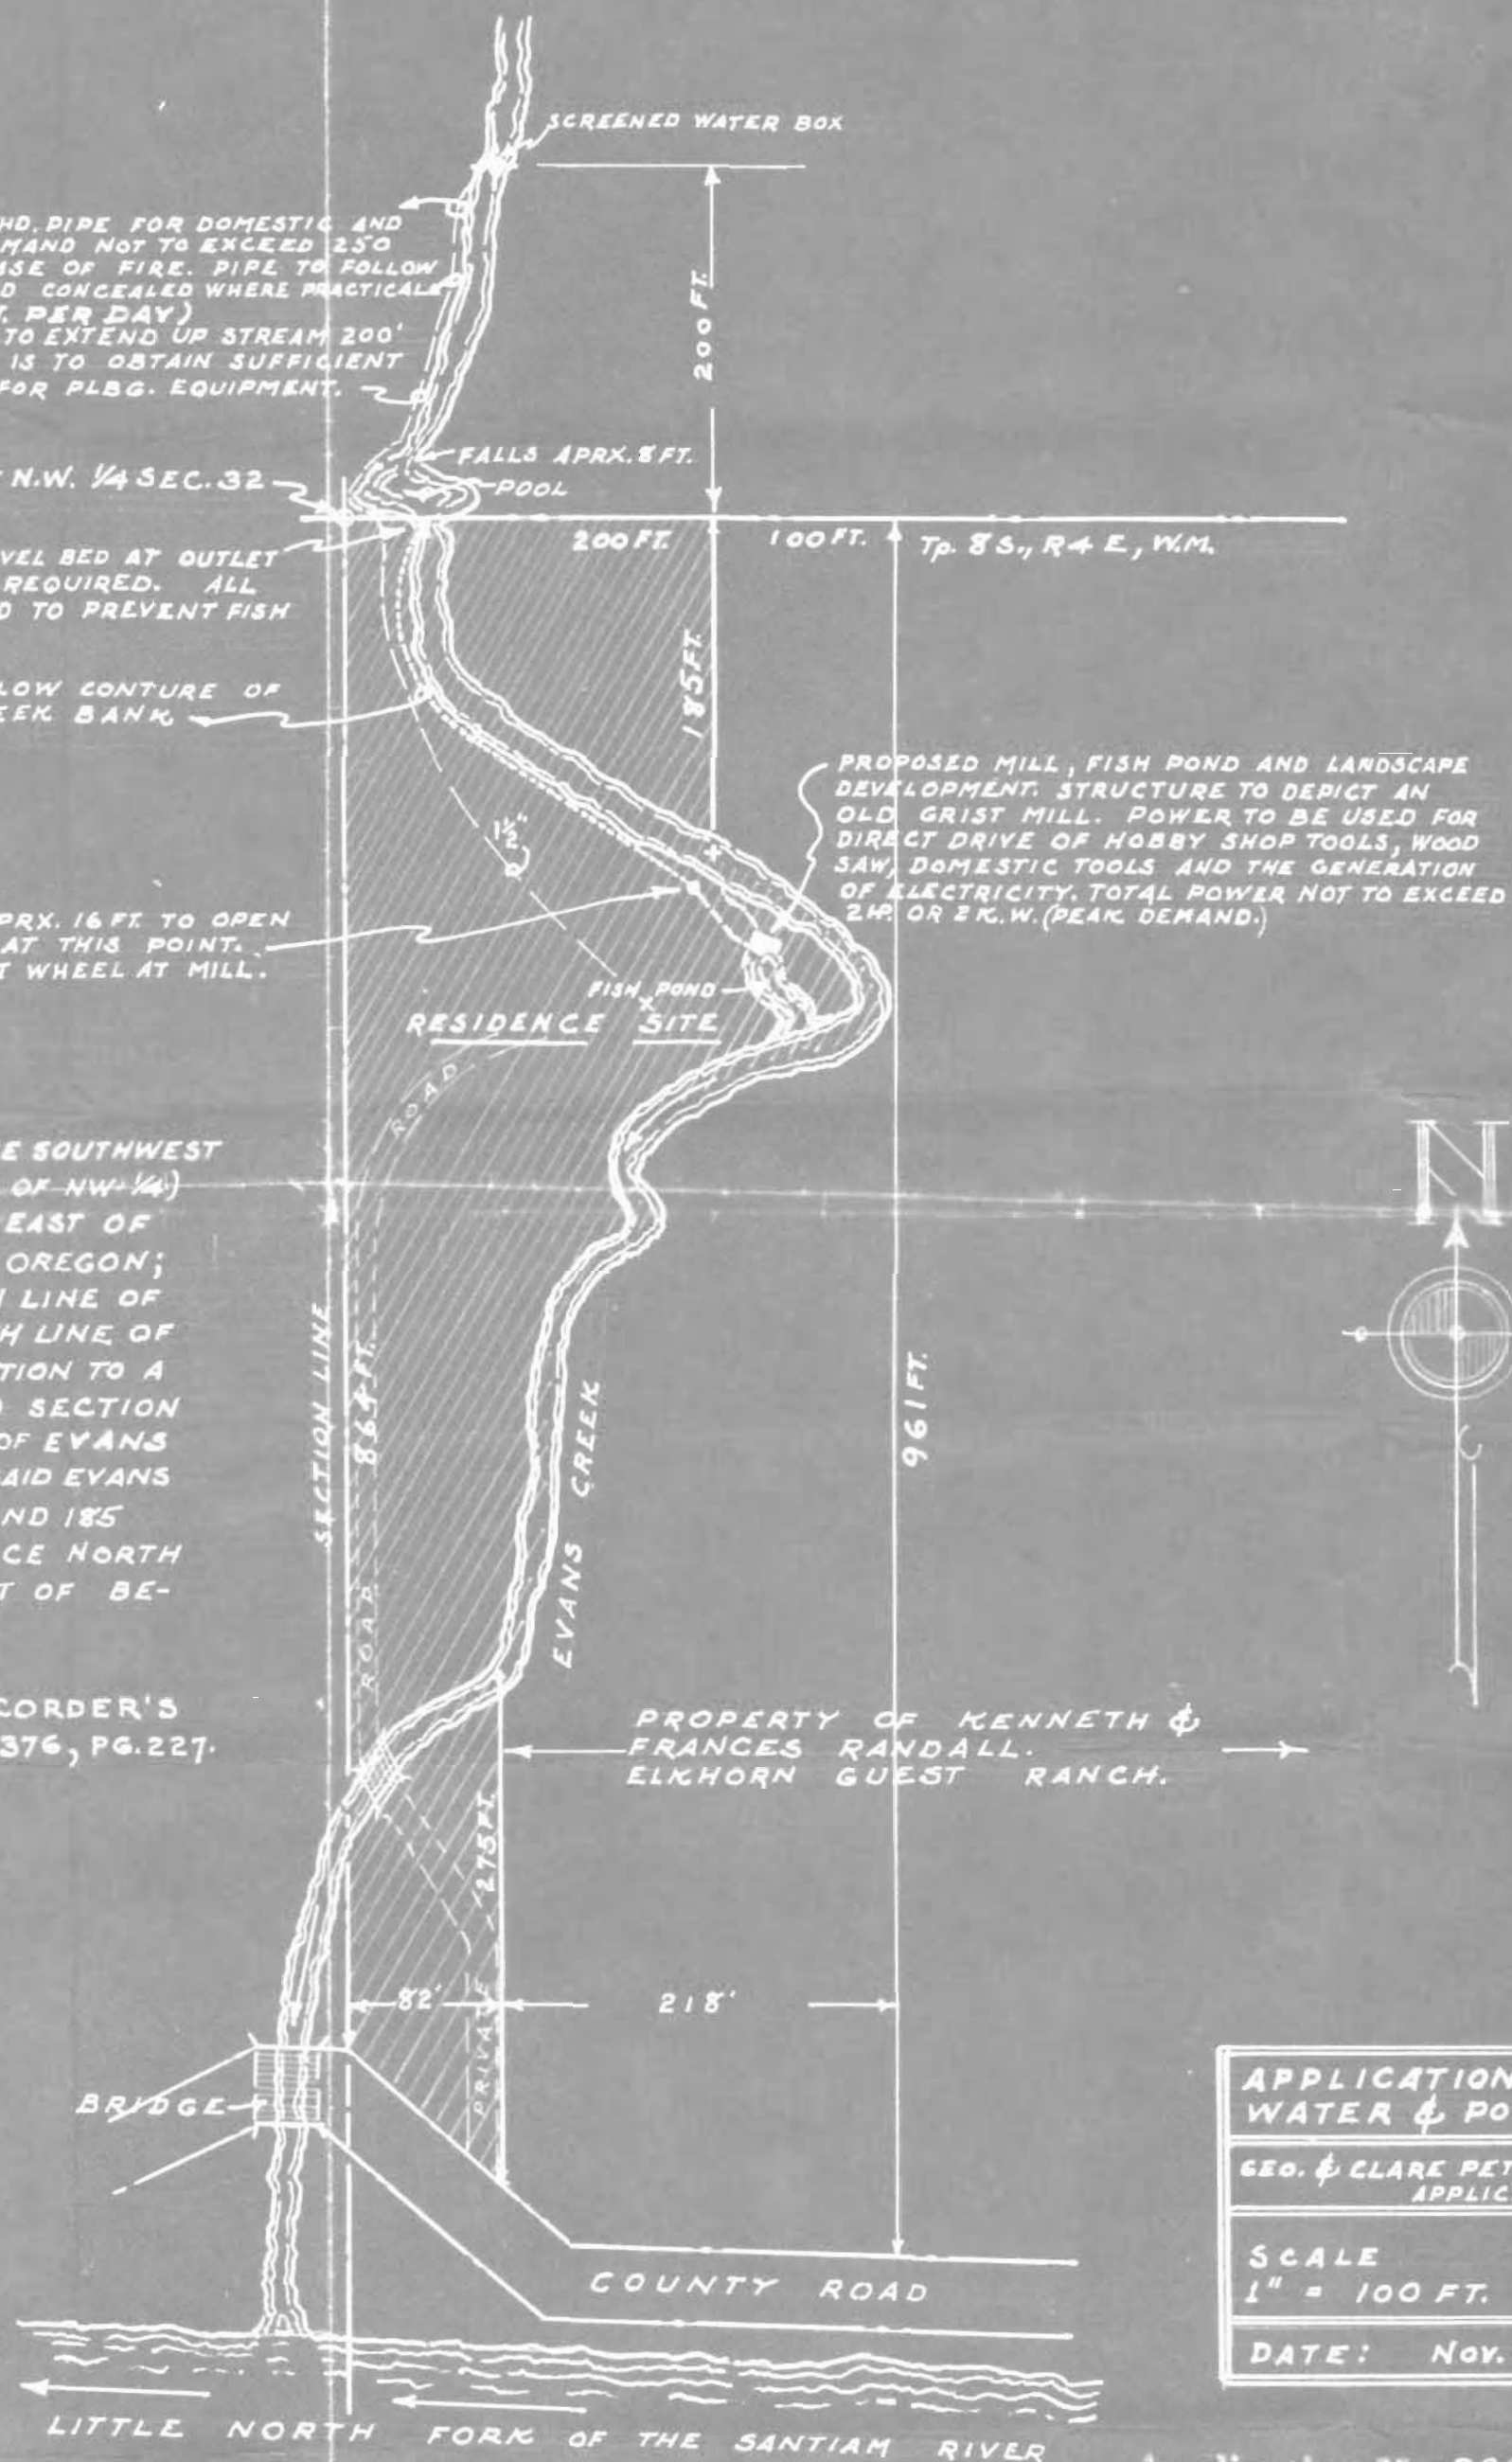 SCREENED WATER BOX
HD. PIPE FOR DOMESTIC AND
MAND NOT TO EXCEED 250
SE OF FIRE. PIPE TO FOLLOW
D CONCEALED WHERE PRACTICAL
. PER DAY)
TO EXTEND UP STREAM 200'
IS TO OBTAIN SUFFICIENT
FOR PLBG. EQUIPMENT.
200 FT.
FALLS APRX. 8 FT.
POOL
N.W. 1/4 SEC. 32
200 FT.
100 FT.
Tp. 8 S., R 4 E, W.M.
VEL BED AT OUTLET
REQUIRED. ALL
D TO PREVENT FISH
185 FT.
LOW CONTURE OF
EEK BANK
1½"
PROPOSED MILL, FISH POND AND LANDSCAPE
DEVELOPMENT. STRUCTURE TO DEPICT AN
OLD GRIST MILL. POWER TO BE USED FOR
DIRECT DRIVE OF HOBBY SHOP TOOLS, WOOD
SAW, DOMESTIC TOOLS AND THE GENERATION
OF ELECTRICITY. TOTAL POWER NOT TO EXCEED
2 HP. OR 2 K.W. (PEAK DEMAND.)
PRX. 16 FT. TO OPEN
AT THIS POINT.
T WHEEL AT MILL.
FISH POND
RESIDENCE SITE
ROAD
N
E SOUTHWEST
OF NW 1/4)
EAST OF
OREGON;
LINE OF
H LINE OF
TION TO A
SECTION
OF EVANS
AID EVANS
ND 185
CE NORTH
T OF BE-
SECTION LINE
864 FT.
ROAD
EVANS CREEK
961 FT.
CORDER'S
376, PG. 227.
PROPERTY OF KENNETH &
FRANCES RANDALL.
ELKHORN GUEST RANCH.
275 FT.
82'
218'
PRIVATE
BRIDGE
COUNTY ROAD
APPLICATION
WATER & PO
GEO. & CLARE PET
APPLIC
SCALE
1" = 100 FT.
DATE: NOV.
LITTLE NORTH FORK OF THE SANTIAM RIVER